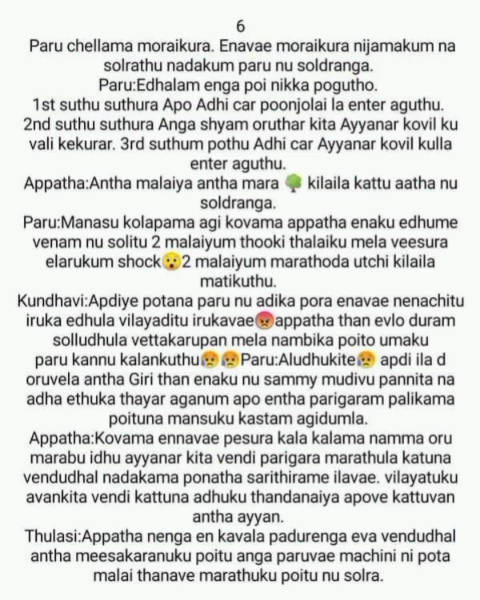 6
Paru chellama moraikura. Enavae moraikura nijamakum na
solrathu nadakum paru nu soldranga.
Paru:Edhalam enga poi nikka pogutho.
1st suthu suthura Apo Adhi car poonjolai la enter aguthu.
2nd suthu suthura Anga shyam oruthar kita Ayyanar kovil ku
vali kekurar. 3rd suthum pothu Adhi car Ayyanar kovil kulla
enter aguthu.
Appatha:Antha malaiya antha mara 🌳 kilaila kattu aatha nu
soldranga.
Paru:Manasu kolapama agi kovama appatha enaku edhume
venam nu solitu 2 malaiyum thooki thalaiku mela veesura
elarukum shock😮2 malaiyum marathoda utchi kilaila
matikuthu.
Kundhavi:Apdiye potana paru nu adika pora enavae nenachitu
iruka edhula vilayaditu irukavae😡appatha than evlo duram
solludhula vettakarupan mela nambika poito umaku
paru kannu kalankuthu😥😥Paru:Aludhukite😥 apdi ila d
oruvela antha Giri than enaku nu sammy mudivu pannita na
adha ethuka thayar aganum apo entha parigaram palikama
poituna mansuku kastam agidumla.
Appatha:Kovama ennavae pesura kala kalama namma oru
marabu idhu ayyanar kita vendi parigara marathula katuna
vendudhal nadakama ponatha sarithirame ilavae. vilayatuku
avankita vendi kattuna adhuku thandanaiya apove kattuvan
antha ayyan.
Thulasi:Appatha nenga en kavala padurenga eva vendudhal
antha meesakaranuku poitu anga paruvae machini ni pota
malai thanave marathuku poitu nu solra.